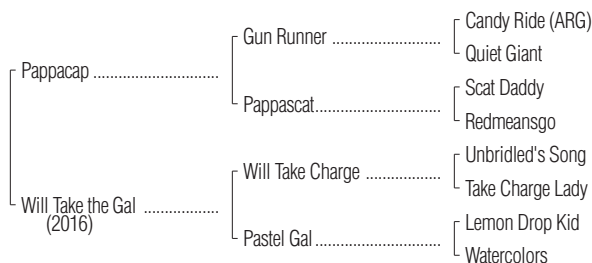 Candy Ride (ARG)
Gun Runner ................................
Quiet Giant
Pappacap .....................................
Scat Daddy
Pappascat.....................................
Redmeansgo
Unbridled's Song
Will Take Charge ......................
Take Charge Lady
Will Take the Gal ......................
(2016)
Lemon Drop Kid
Pastel Gal.....................................
Watercolors